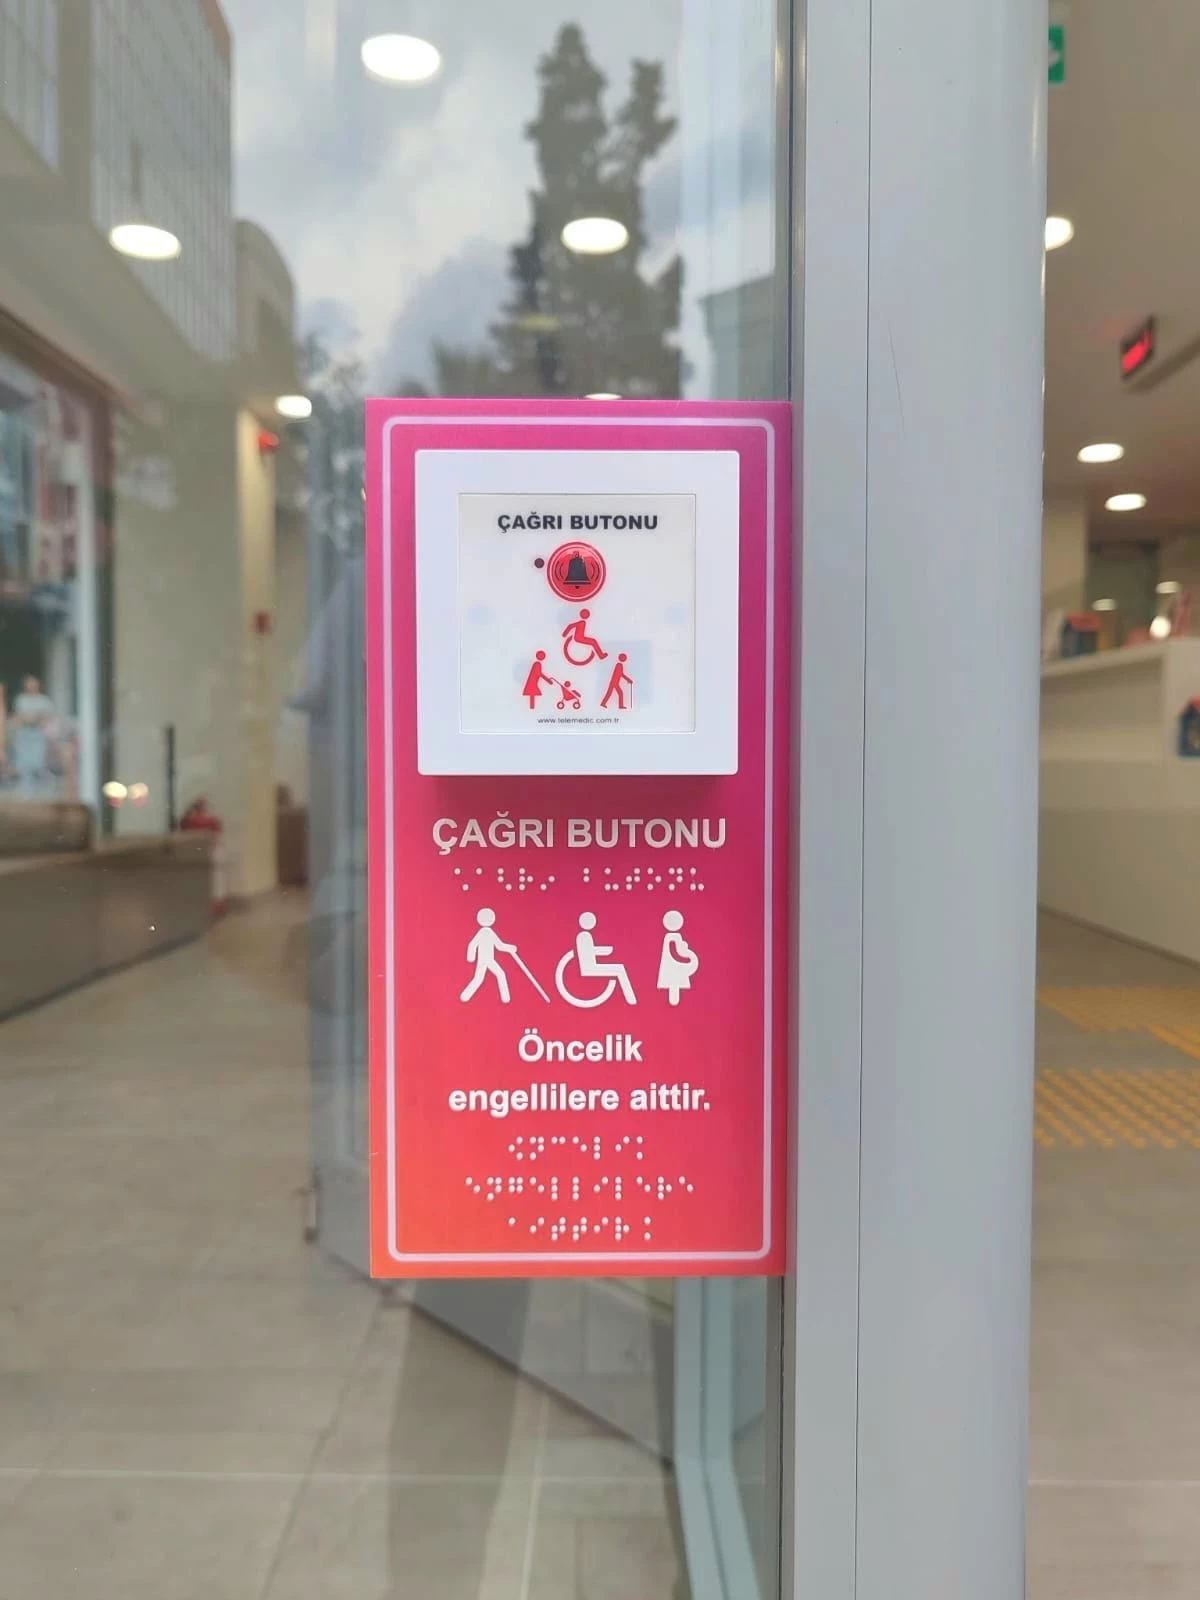 ÇAĞRI BUTONU
www.telemedic.com.tr
ÇAĞRI BUTONU
Öncelik
engellilere aittir.